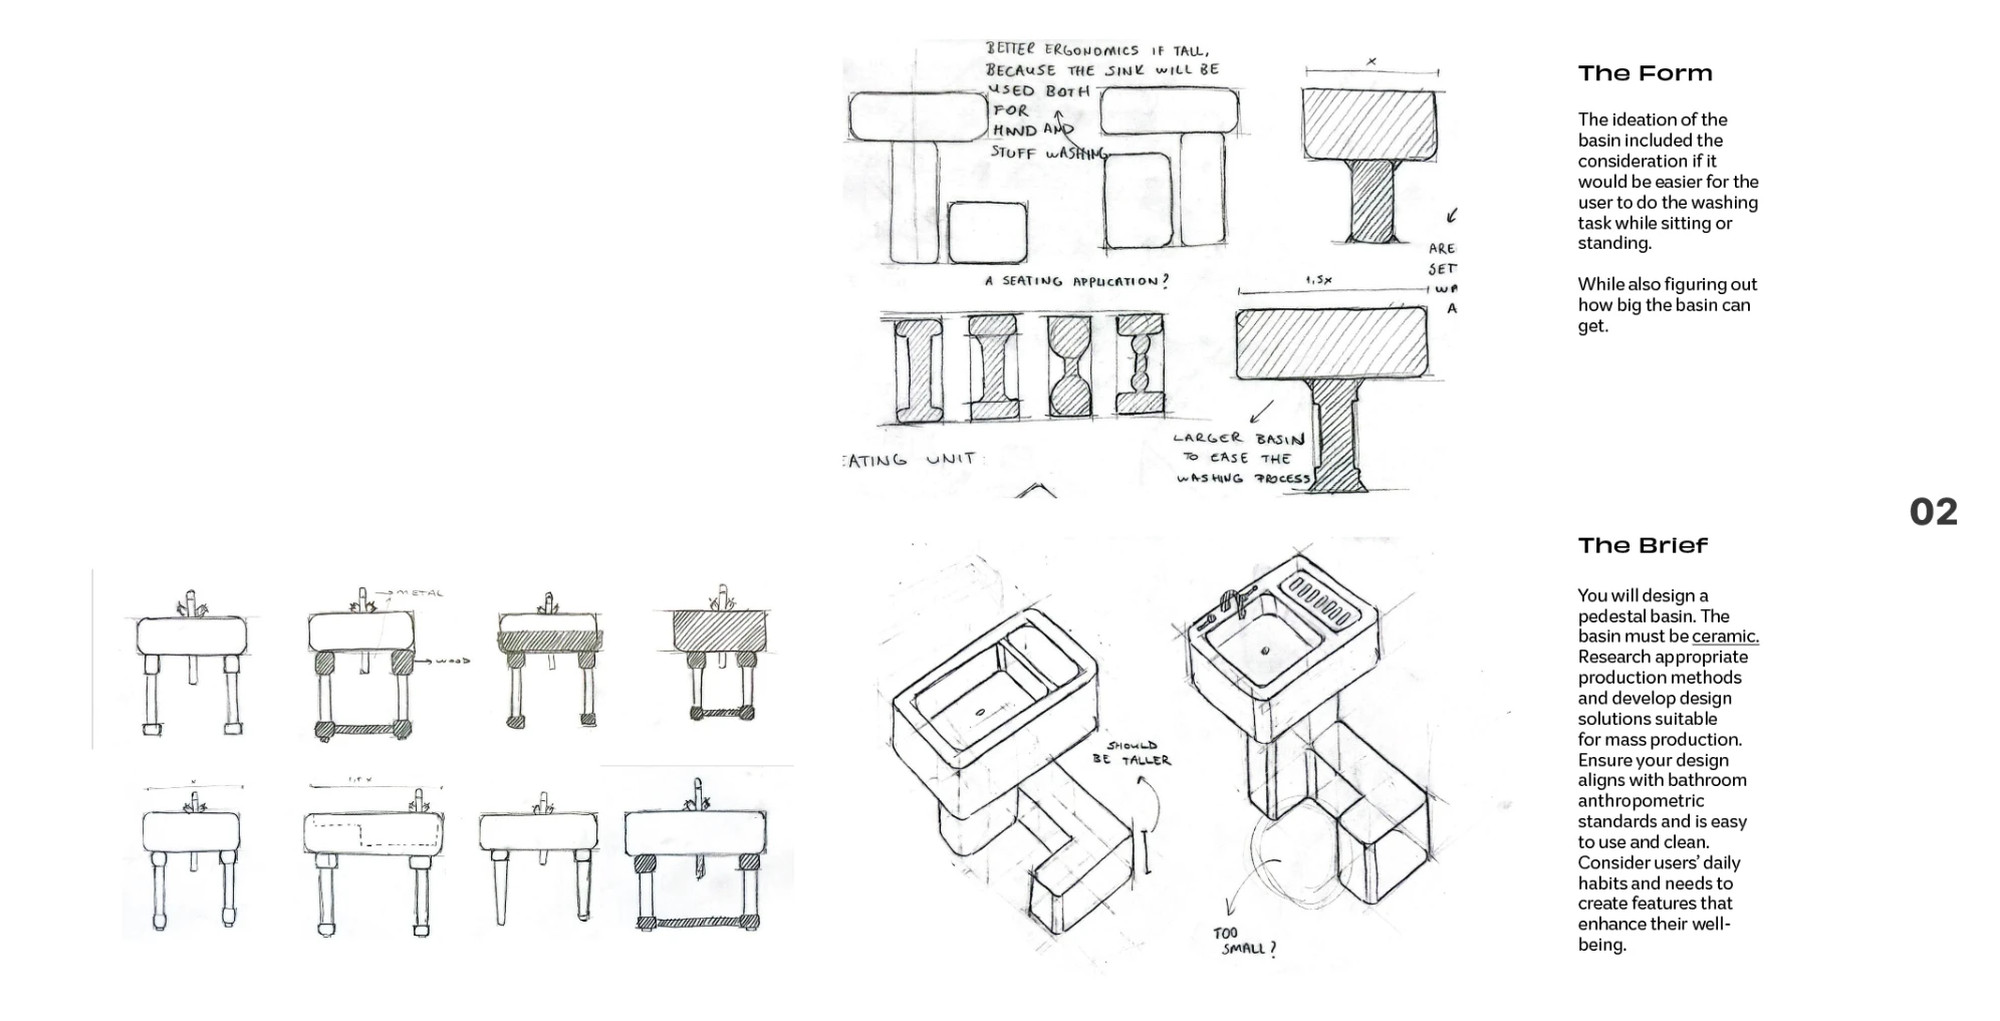 BETTER ERGONOMICS IF TALL,
BECAUSE THE SINK WILL BE
USED BOTH
FOR
HAND AND
STUFF WASHING
x
A SEATING APPLICATION?
ARE
SET
WA
A
1,5x
LARGER BASIN
TO EASE THE
WASHING PROCESS
EATING UNIT
The Form
The ideation of the
basin included the
consideration if it
would be easier for the
user to do the washing
task while sitting or
standing.
While also figuring out
how big the basin can
get.
02
METAL
WOOD
x
1,5x
SHOULD
BE TALLER
TOO
SMALL?
The Brief
You will design a
pedestal basin. The
basin must be ceramic.
Research appropriate
production methods
and develop design
solutions suitable
for mass production.
Ensure your design
aligns with bathroom
anthropometric
standards and is easy
to use and clean.
Consider users’ daily
habits and needs to
create features that
enhance their well-
being.